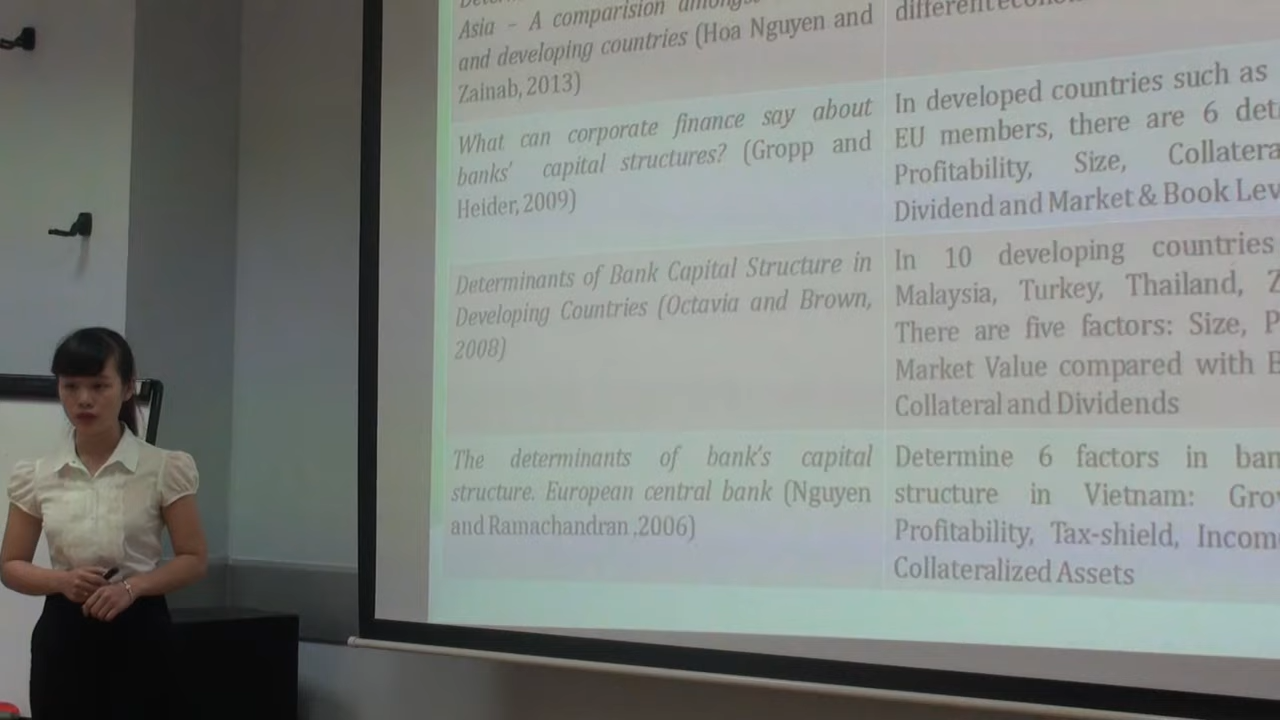 Asia – A comparision amongst
and developing countries (Hoa Nguyen and
Zainab, 2013)
What can corporate finance say about
banks' capital structures? (Gropp and
Heider, 2009)
Determinants of Bank Capital Structure in
Developing Countries (Octavia and Brown,
2008)
The determinants of bank's capital
structure. European central bank (Nguyen
and Ramachandran ,2006)
In developed countries such as
EU members, there are 6
Profitability, Size,
Dividend and Market & Book
In 10 developing countries
Malaysia, Turkey, Thailand,
There are five factors: Size,
Market Value compared with
Collateral and Dividends
Determine 6 factors in
structure in Vietnam:
Profitability, Tax-shield,
Collateralized Assets